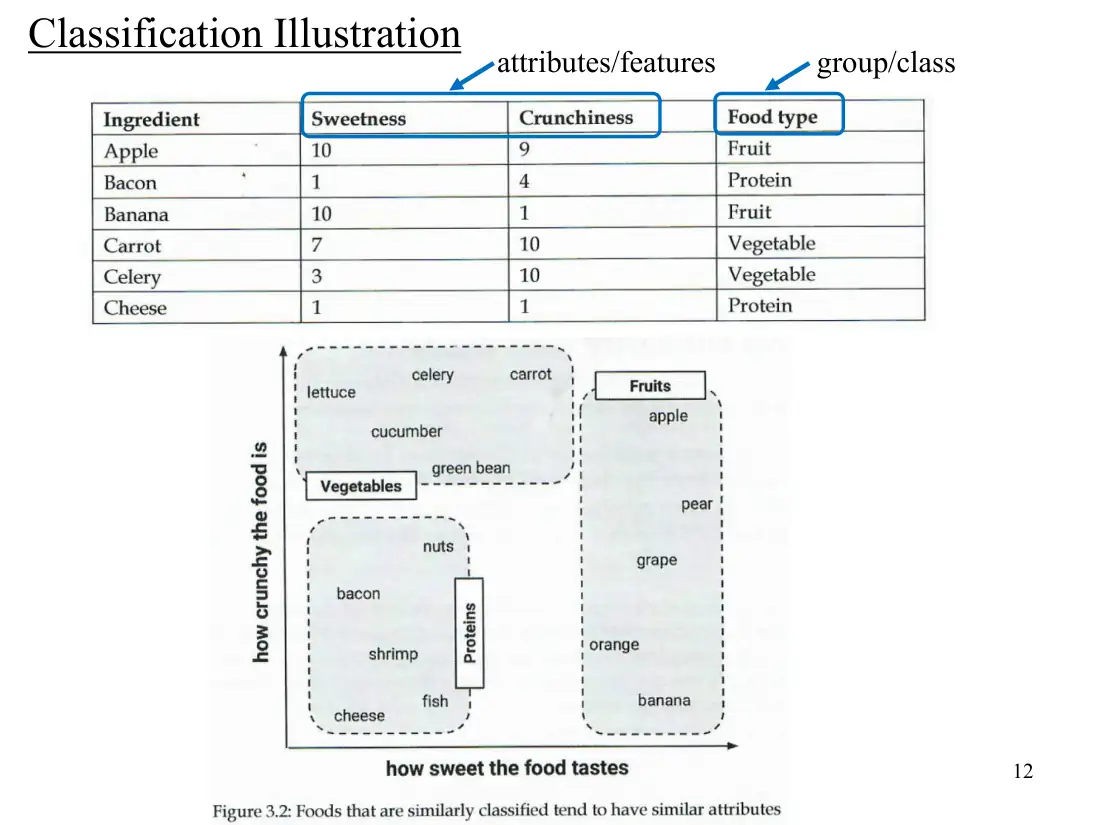 Classification Illustration
attributes/features
group/class
Ingredient Sweetness Crunchiness Food type
Apple 10 9 Fruit
Bacon 1 4 Protein
Banana 10 1 Fruit
Carrot 7 10 Vegetable
Celery 3 10 Vegetable
Cheese 1 1 Protein
how crunchy the food is
celery carrot
lettuce
cucumber
green bean
Vegetables
Fruits
apple
pear
grape
orange
banana
nuts
bacon
shrimp
fish
cheese
Proteins
how sweet the food tastes
12
Figure 3.2: Foods that are similarly classified tend to have similar attributes